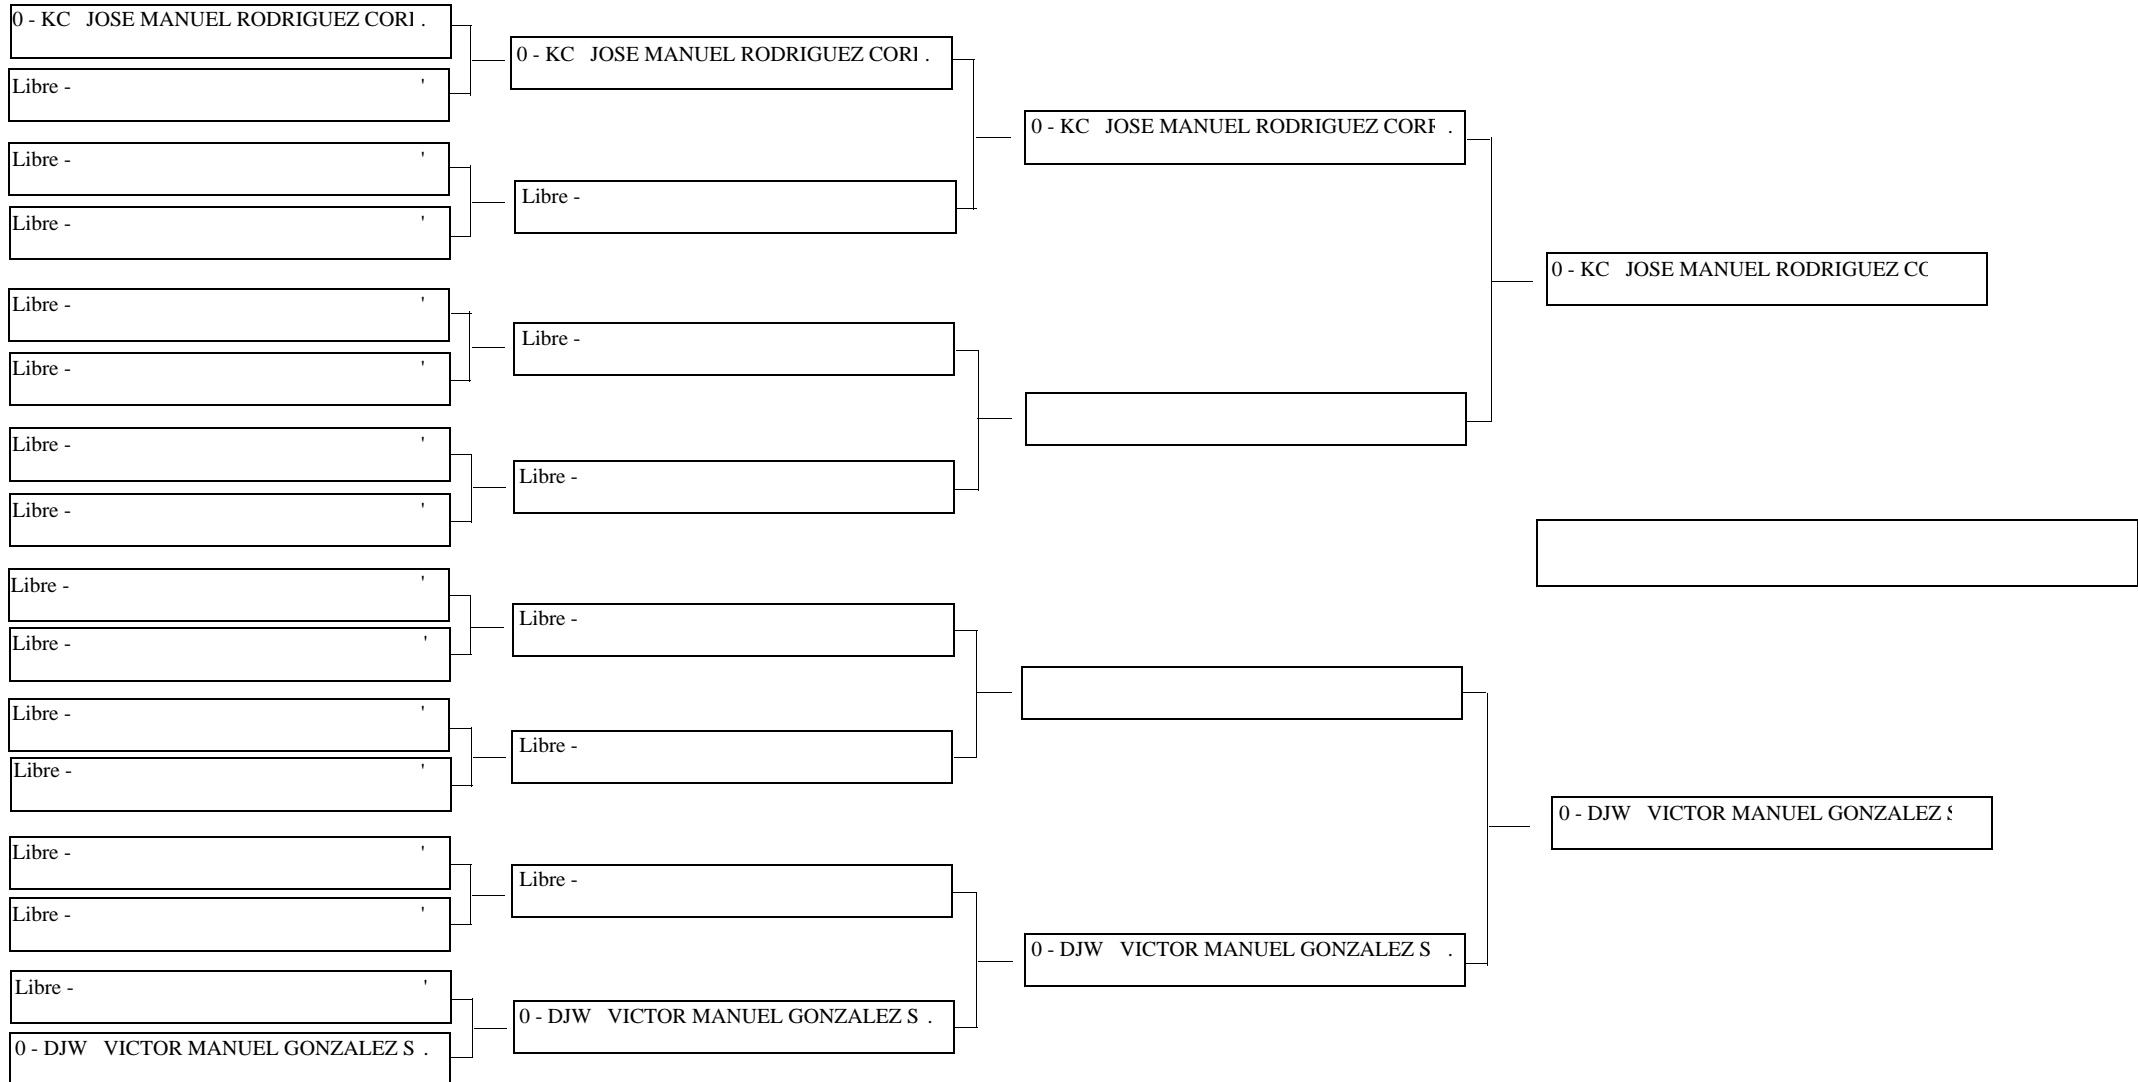 0 - KC JOSE MANUEL RODRIGUEZ CORI .
Libre - '
Libre - '
Libre - '
Libre - '
Libre - '
Libre - '
Libre - '
Libre - '
Libre - '
Libre - '
Libre - '
Libre - '
Libre - '
Libre - '
0 - DJW VICTOR MANUEL GONZALEZ S .
0 - KC JOSE MANUEL RODRIGUEZ CORI .
Libre -
Libre -
Libre -
Libre -
Libre -
Libre -
0 - DJW VICTOR MANUEL GONZALEZ S .
0 - KC JOSE MANUEL RODRIGUEZ CORR .
0 - DJW VICTOR MANUEL GONZALEZ S .
0 - KC JOSE MANUEL RODRIGUEZ CO
0 - DJW VICTOR MANUEL GONZALEZ S